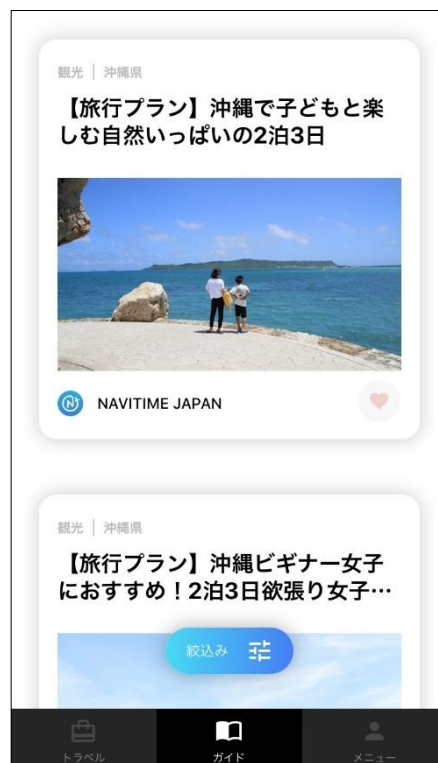 観光 | 沖縄県
【旅行プラン】沖縄で子どもと楽
しむ自然いっぱいの2泊3日
NAVITIME JAPAN
観光 | 沖縄県
【旅行プラン】沖縄ビギナー女子
におすすめ！2泊3日欲張り女子…
絞込み
トラベル
ガイド
メニュー